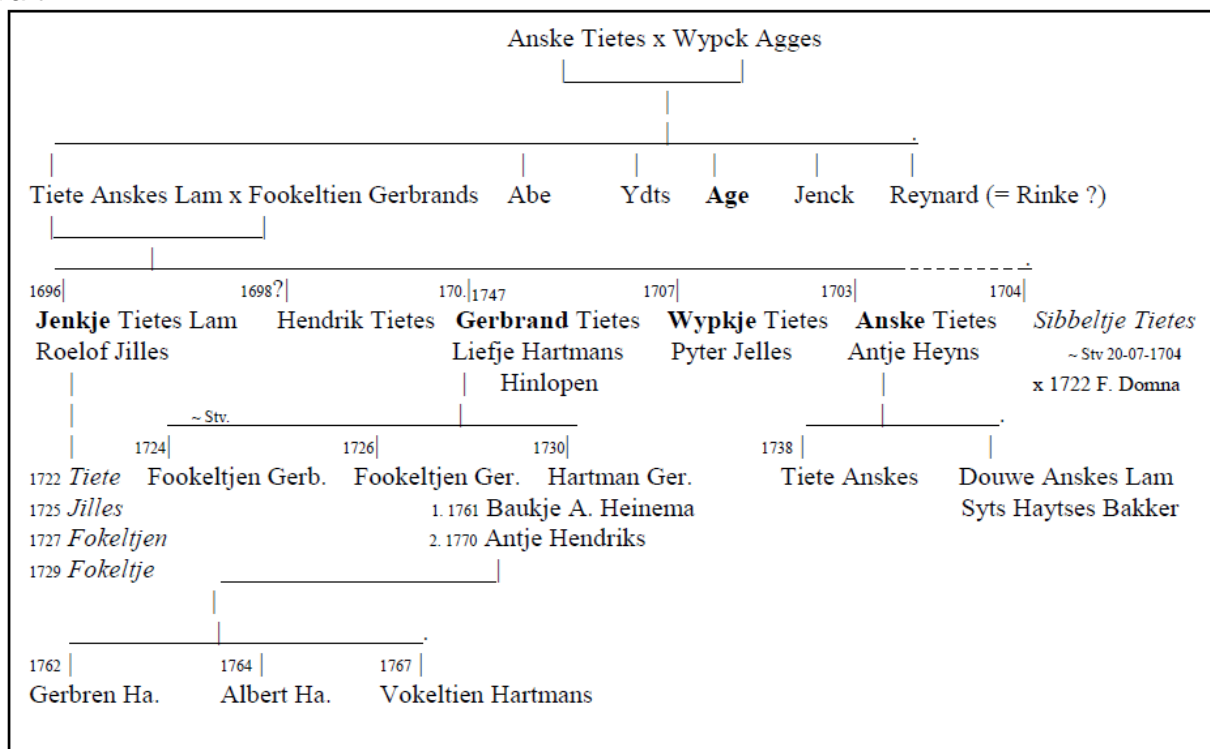 Anske Tietes x Wypck Agges
Tiete Anskes Lam x Fookeltien Gerbrands Abe Ydts Age Jenck Reynard (= Rinke ?)
1696 1698? 170. 1747 1707 1703 1704
Jenkje Tietes Lam Hendrik Tietes Gerbrand Tietes Wypkje Tietes Anske Tietes Sibbeltje Tietes
Roelof Jilles Liefje Hartmans Pyter Jelles Antje Heyns ~ Stv 20-07-1704
Hinlopen x 1722 F. Domna
~ Stv.
1724 1726 1730 1738
1722 Tiete Fookeltjen Gerb. Fookeltjen Ger. Hartman Ger. Tiete Anskes Douwe Anskes Lam
1725 Jilles 1. 1761 Baukje A. Heinema Syts Haytses Bakker
1727 Fokeltjen 2. 1770 Antje Hendriks
1729 Fokeltje
1762 1764 1767
Gerbren Ha. Albert Ha. Vokeltien Hartmans